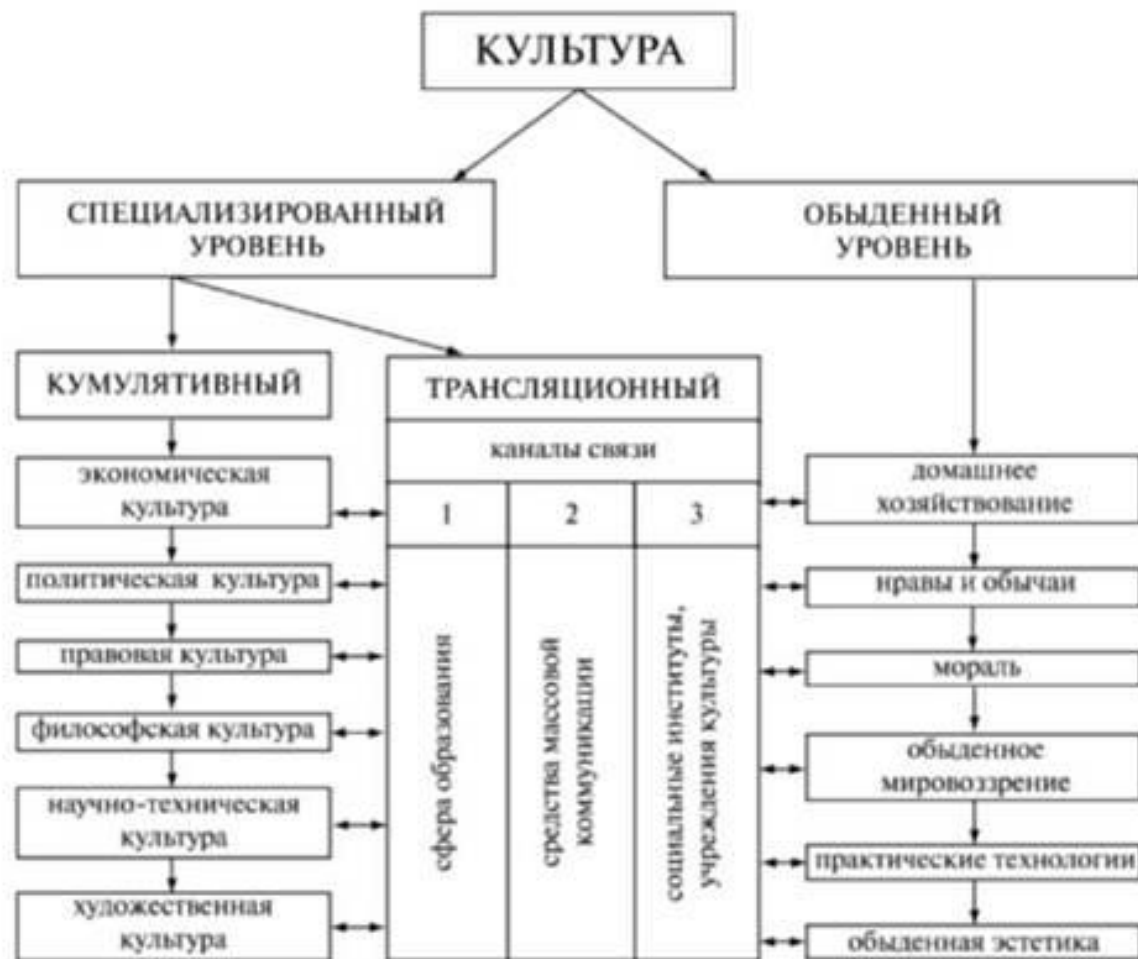 КУЛЬТУРА
СПЕЦИАЛИЗИРОВАННЫЙ
УРОВЕНЬ
ОБЫДЕННЫЙ
УРОВЕНЬ
КУМУЛЯТИВНЫЙ
экономическая
культура
политическая культура
правовая культура
философская культура
научно-техническая
культура
художественная
культура
ТРАНСЛЯЦИОННЫЙ
каналы связи
1
2
3
сфера образования
средства массовой
коммуникации
социальные институты,
учреждения культуры
домашнее
хозяйствование
нравы и обычаи
мораль
обыденное
мировоззрение
практические технологии
обыденная эстетика